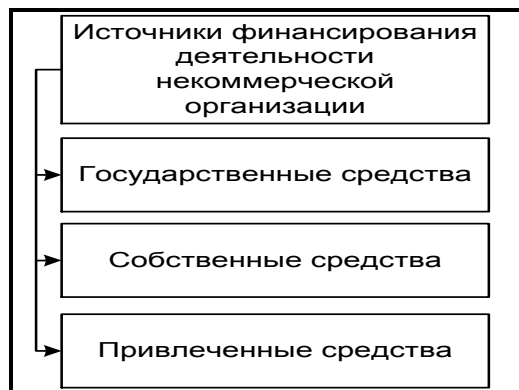 Источники финансирования
деятельности
некоммерческой
организации
Государственные средства
Собственные средства
Привлеченные средства